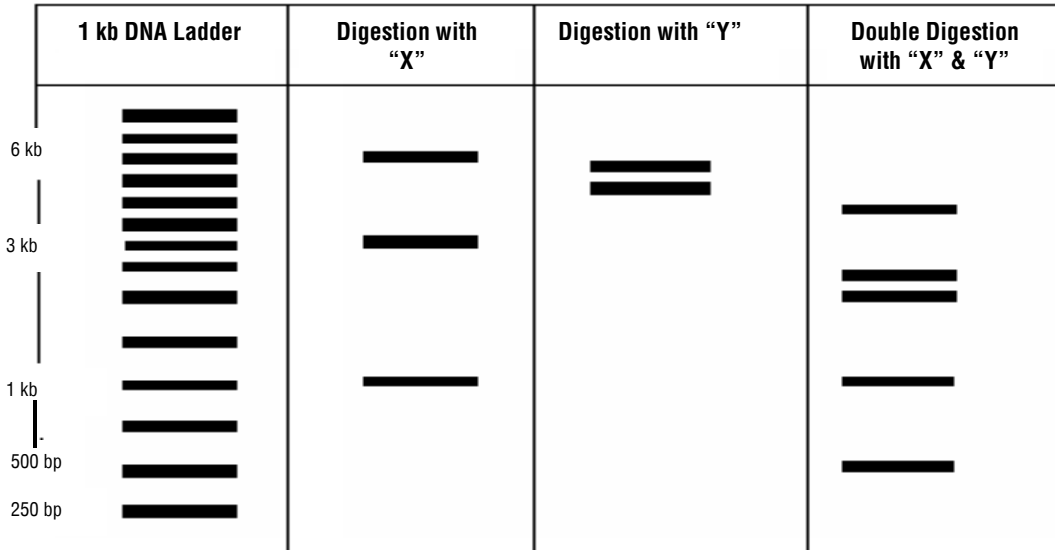 1 kb DNA Ladder
Digestion with
“X”
Digestion with “Y”
Double Digestion
with “X” & “Y”
6 kb
3 kb
1 kb
500 bp
250 bp